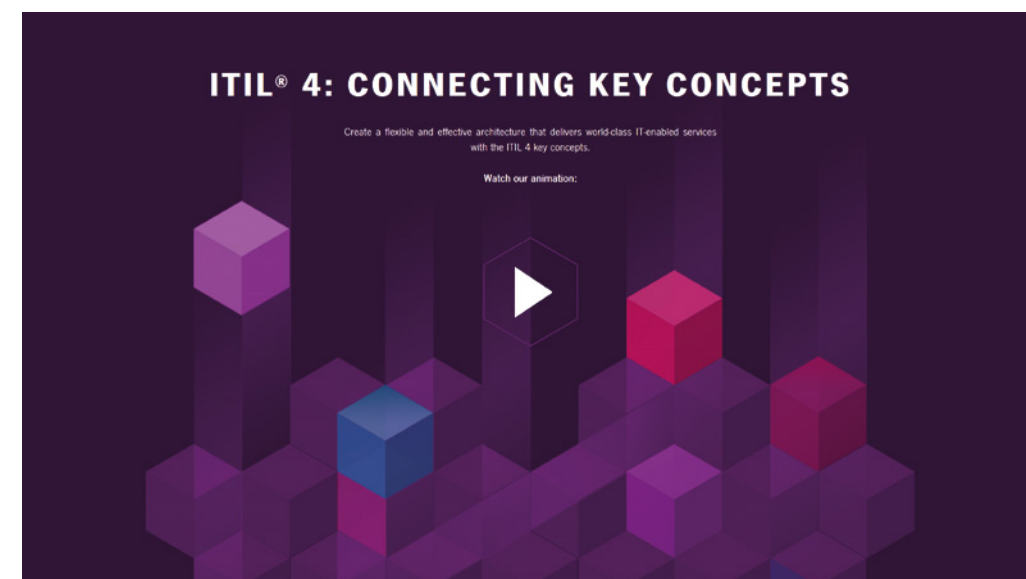 ITIL® 4: CONNECTING KEY CONCEPTS
Create a flexible and effective architecture that delivers world-class IT-enabled services
with the ITIL 4 key concepts.
Watch our animation: